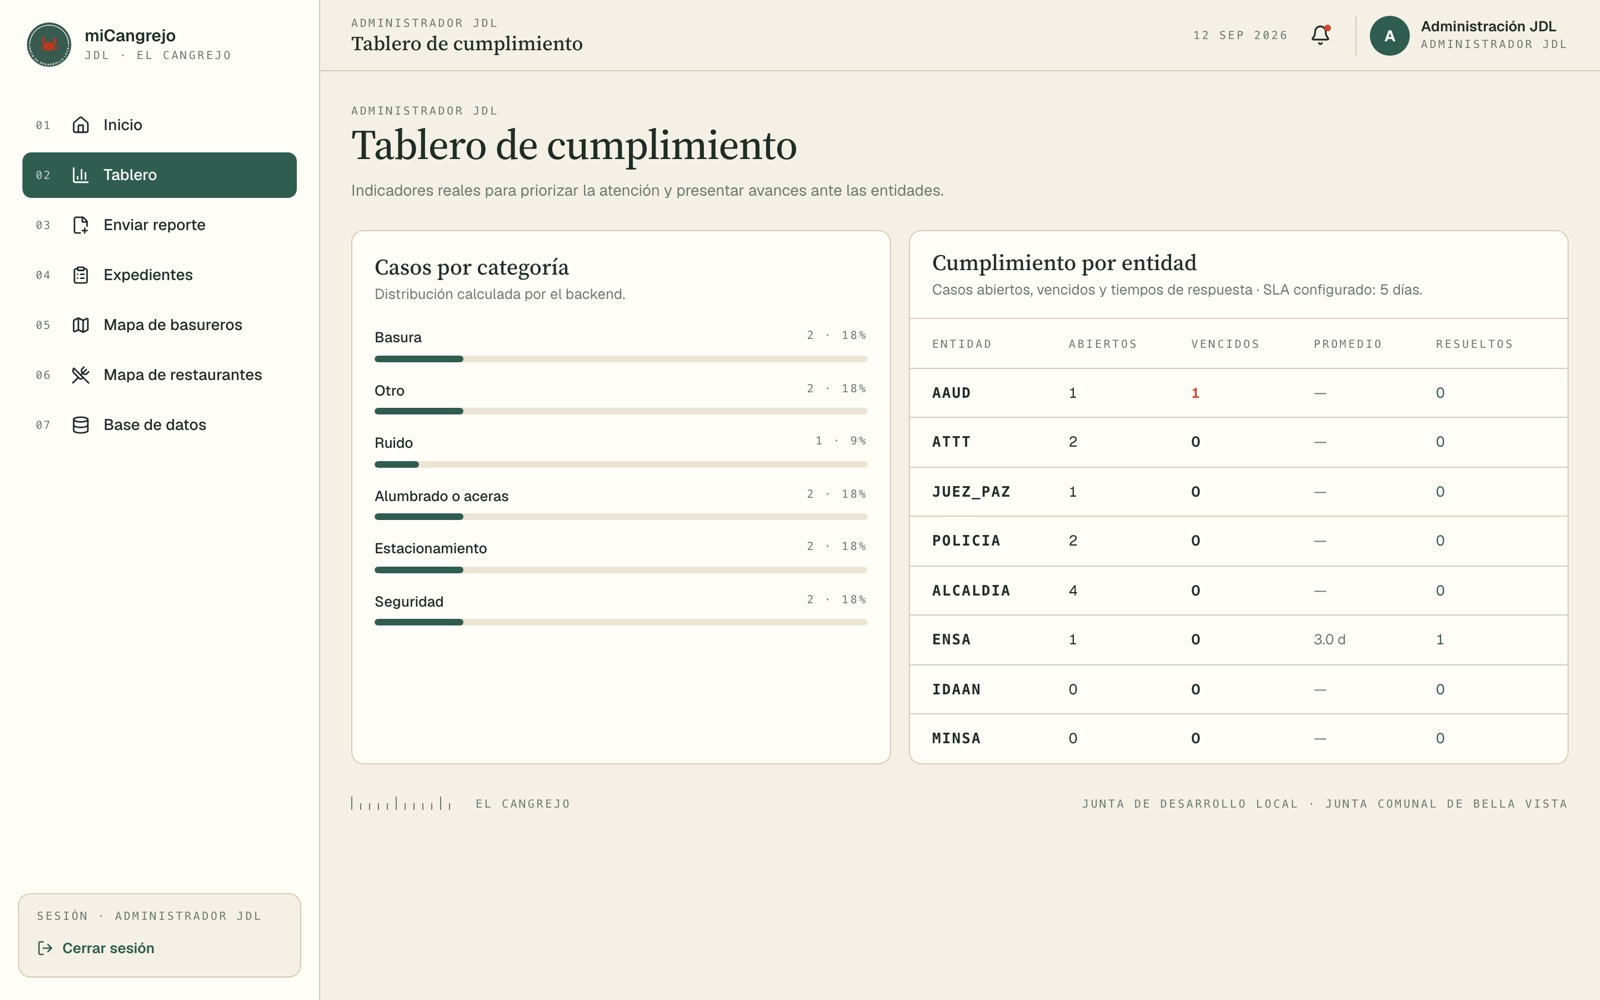 miCangrejo
JDL · EL CANGREJO
01 Inicio
02 Tablero
03 Enviar reporte
04 Expedientes
05 Mapa de basureros
06 Mapa de restaurantes
07 Base de datos
SESIÓN · ADMINISTRADOR JDL
Cerrar sesión
ADMINISTRADOR JDL
Tablero de cumplimiento
12 SEP 2026
A
Administración JDL
ADMINISTRADOR JDL
ADMINISTRADOR JDL
Tablero de cumplimiento
Indicadores reales para priorizar la atención y presentar avances ante las entidades.
Casos por categoría
Distribución calculada por el backend.
Basura 2 · 18%
Otro 2 · 18%
Ruido 1 · 9%
Alumbrado o aceras 2 · 18%
Estacionamiento 2 · 18%
Seguridad 2 · 18%
Cumplimiento por entidad
Casos abiertos, vencidos y tiempos de respuesta · SLA configurado: 5 días.
ENTIDAD ABIERTOS VENCIDOS PROMEDIO RESUELTOS
AAUD 1 1 — 0
ATTT 2 0 — 0
JUEZ_PAZ 1 0 — 0
POLICIA 2 0 — 0
ALCALDIA 4 0 — 0
ENSA 1 0 3.0 d 1
IDAAN 0 0 — 0
MINSA 0 0 — 0
EL CANGREJO
JUNTA DE DESARROLLO LOCAL · JUNTA COMUNAL DE BELLA VISTA